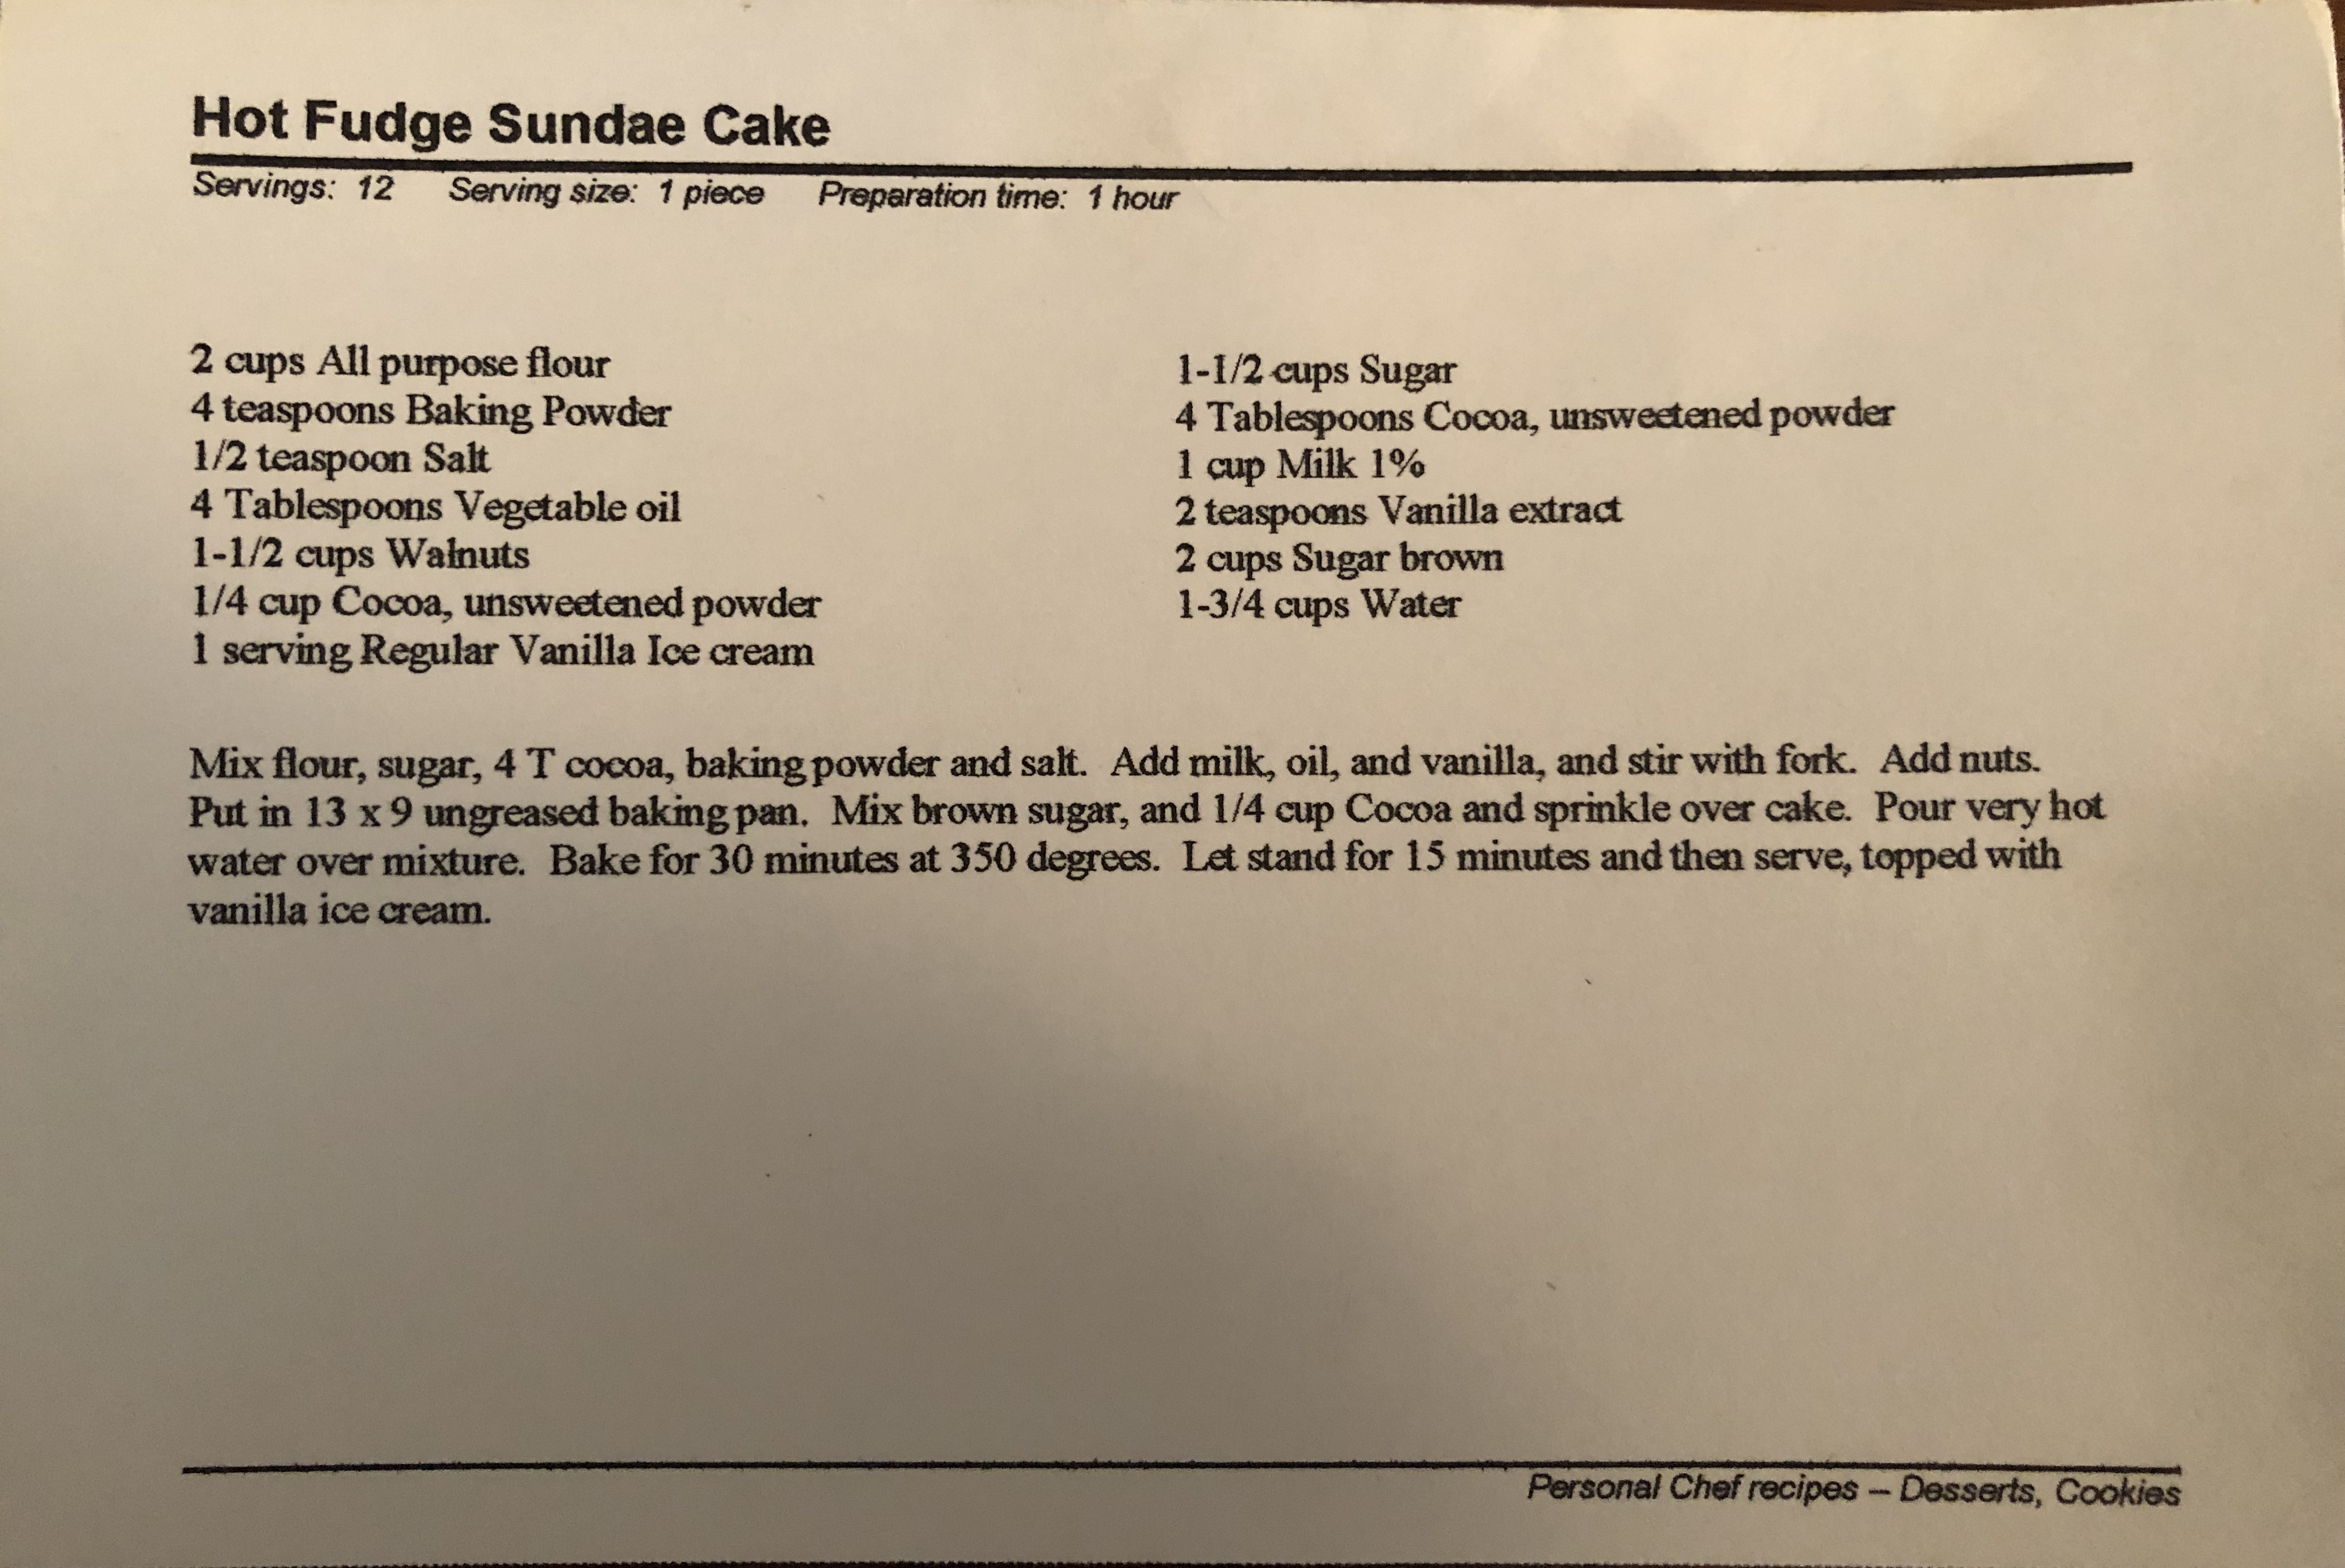 Hot Fudge Sundae Cake
Servings: 12 Serving size: 1 piece Preparation time: 1 hour
2 cups All purpose flour
4 teaspoons Baking Powder
1/2 teaspoon Salt
4 Tablespoons Vegetable oil
1-1/2 cups Walnuts
1/4 cup Cocoa, unsweetened powder
1 serving Regular Vanilla Ice cream
1-1/2 cups Sugar
4 Tablespoons Cocoa, unsweetened powder
1 cup Milk 1%
2 teaspoons Vanilla extract
2 cups Sugar brown
1-3/4 cups Water
Mix flour, sugar, 4 T cocoa, baking powder and salt. Add milk, oil, and vanilla, and stir with fork. Add nuts.
Put in 13 x 9 ungreased baking pan. Mix brown sugar, and 1/4 cup Cocoa and sprinkle over cake. Pour very hot
water over mixture. Bake for 30 minutes at 350 degrees. Let stand for 15 minutes and then serve, topped with
vanilla ice cream.
Personal Chef recipes – Desserts, Cookies